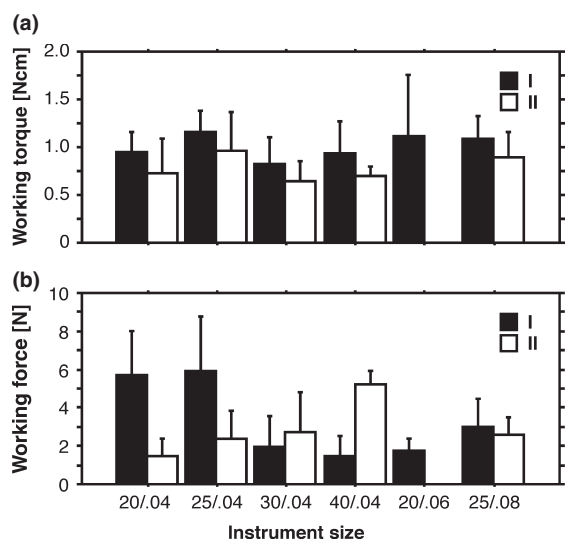 (a)
Working torque [Ncm]
2.0
1.5
1.0
0.5
0
I
II
(b)
Working force [N]
10
8
6
4
2
0
I
II
20/.04 25/.04 30/.04 40/.04 20/.06 25/.08
Instrument size